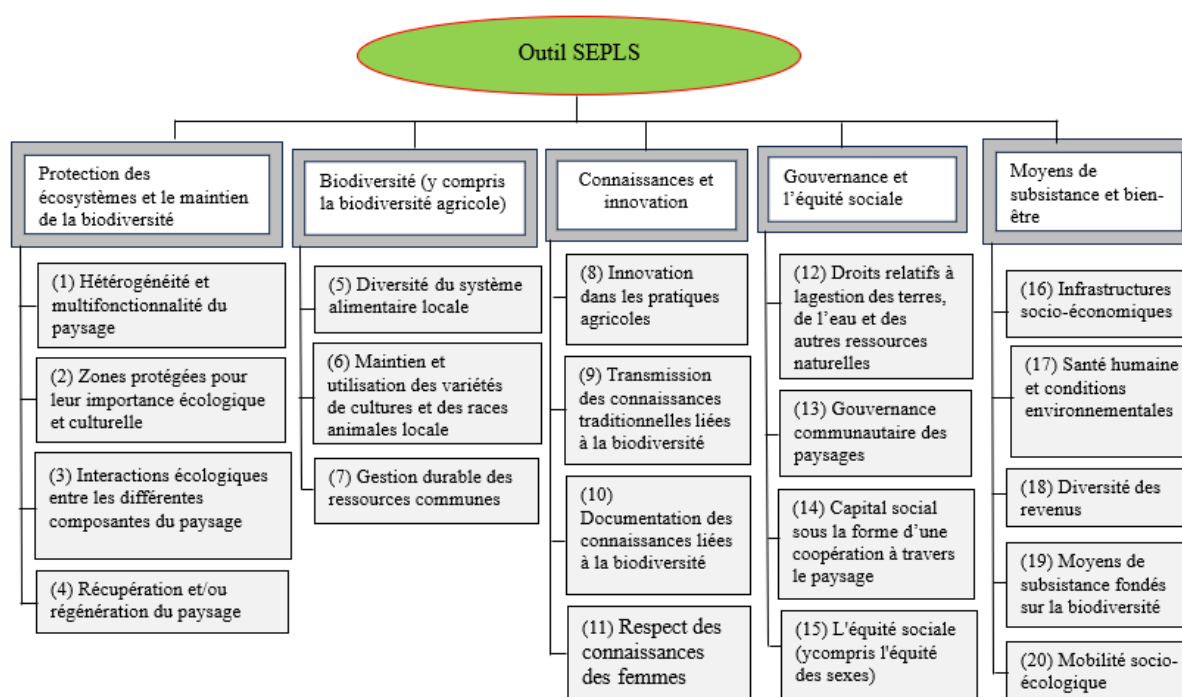 Outil SEPLS
Protection des
écosystèmes et le maintien
de la biodiversité
(1) Hétérogénéité et
multifonctionnalité du
paysage
(2) Zones protégées pour
leur importance écologique
et culturelle
(3) Interactions écologiques
entre les différentes
composantes du paysage
(4) Récupération et/ou
régénération du paysage
Biodiversité (y compris
la biodiversité agricole)
(5) Diversité du système
alimentaire locale
(6) Maintien et
utilisation des variétés
de cultures et des races
animales locale
(7) Gestion durable des
ressources communes
Connaissances et
innovation
(8) Innovation
dans les pratiques
agricoles
(9) Transmission
des connaissances
traditionnelles liées
à la biodiversité
(10)
Documentation des
connaissances liées
à la biodiversité
(11) Respect des
connaissances
des femmes
Gouvernance et
l’équité sociale
(12) Droits relatifs à
lagestion des terres,
de l’eau et des
autres ressources
naturelles
(13) Gouvernance
communautaire des
paysages
(14) Capital social
sous la forme d’une
coopération à travers
le paysage
(15) L'équité sociale
(ycompris l'équité
des sexes)
Moyens de
subsistance et bien-
être
(16) Infrastructures
socio-économiques
(17) Santé humaine
et conditions
environnementales
(18) Diversité des
revenus
(19) Moyens de
subsistance fondés
sur la biodiversité
(20) Mobilité socio-
écologique